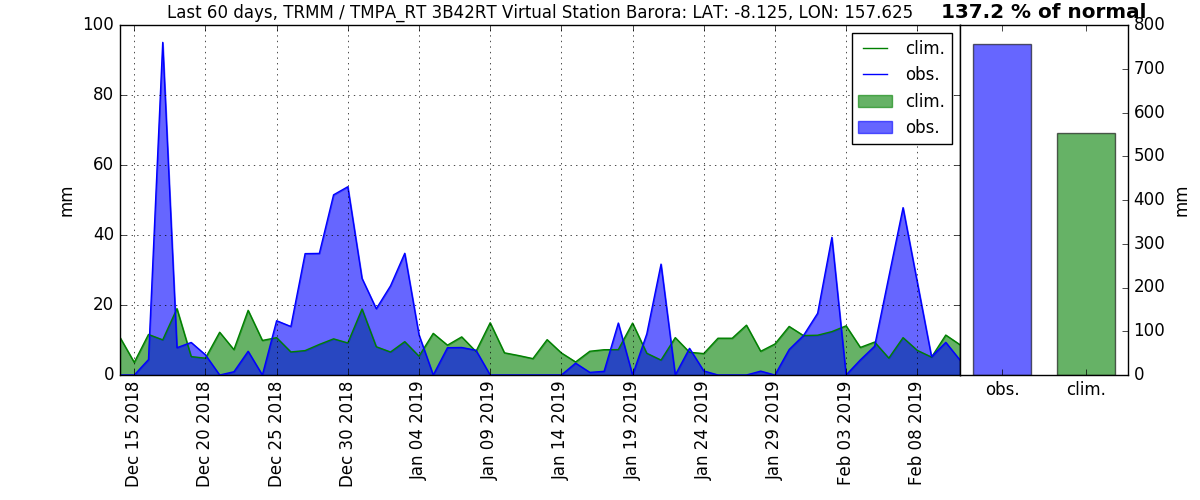 Last 60 days, TRMM / TMPA_RT 3B42RT Virtual Station Barora: LAT: -8.125, LON: 157.625
137.2 % of normal
100
80
60
40
20
0
mm
clim.
obs.
clim.
obs.
Dec 15 2018
Dec 20 2018
Dec 25 2018
Dec 30 2018
Jan 04 2019
Jan 09 2019
Jan 14 2019
Jan 19 2019
Jan 24 2019
Jan 29 2019
Feb 03 2019
Feb 08 2019
800
700
600
500
400
300
200
100
0
mm
obs.
clim.